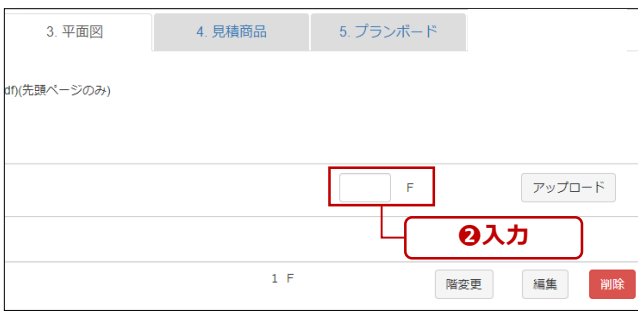 3. 平面図 4. 見積商品 5. プランボード
df)(先頭ページのみ)
F アップロード
❷入力
1 F 階変更 編集 削除